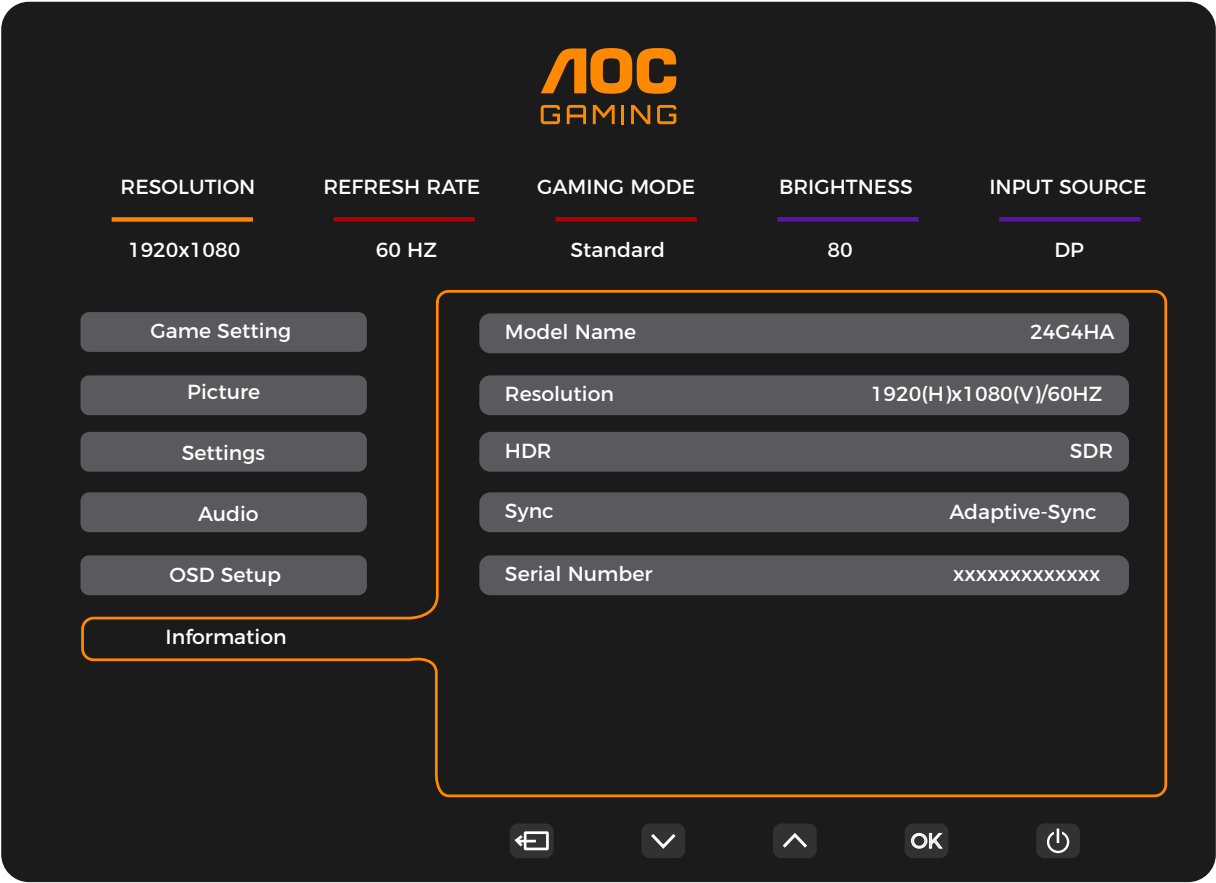 AOC
GAMING
RESOLUTION REFRESH RATE GAMING MODE BRIGHTNESS INPUT SOURCE
1920x1080 60 HZ Standard 80 DP
Game Setting
Picture
Settings
Audio
OSD Setup
Information
Model Name 24G4HA
Resolution 1920(H)x1080(V)/60HZ
HDR SDR
Sync Adaptive-Sync
Serial Number xxxxxxxxxxxxx
OK